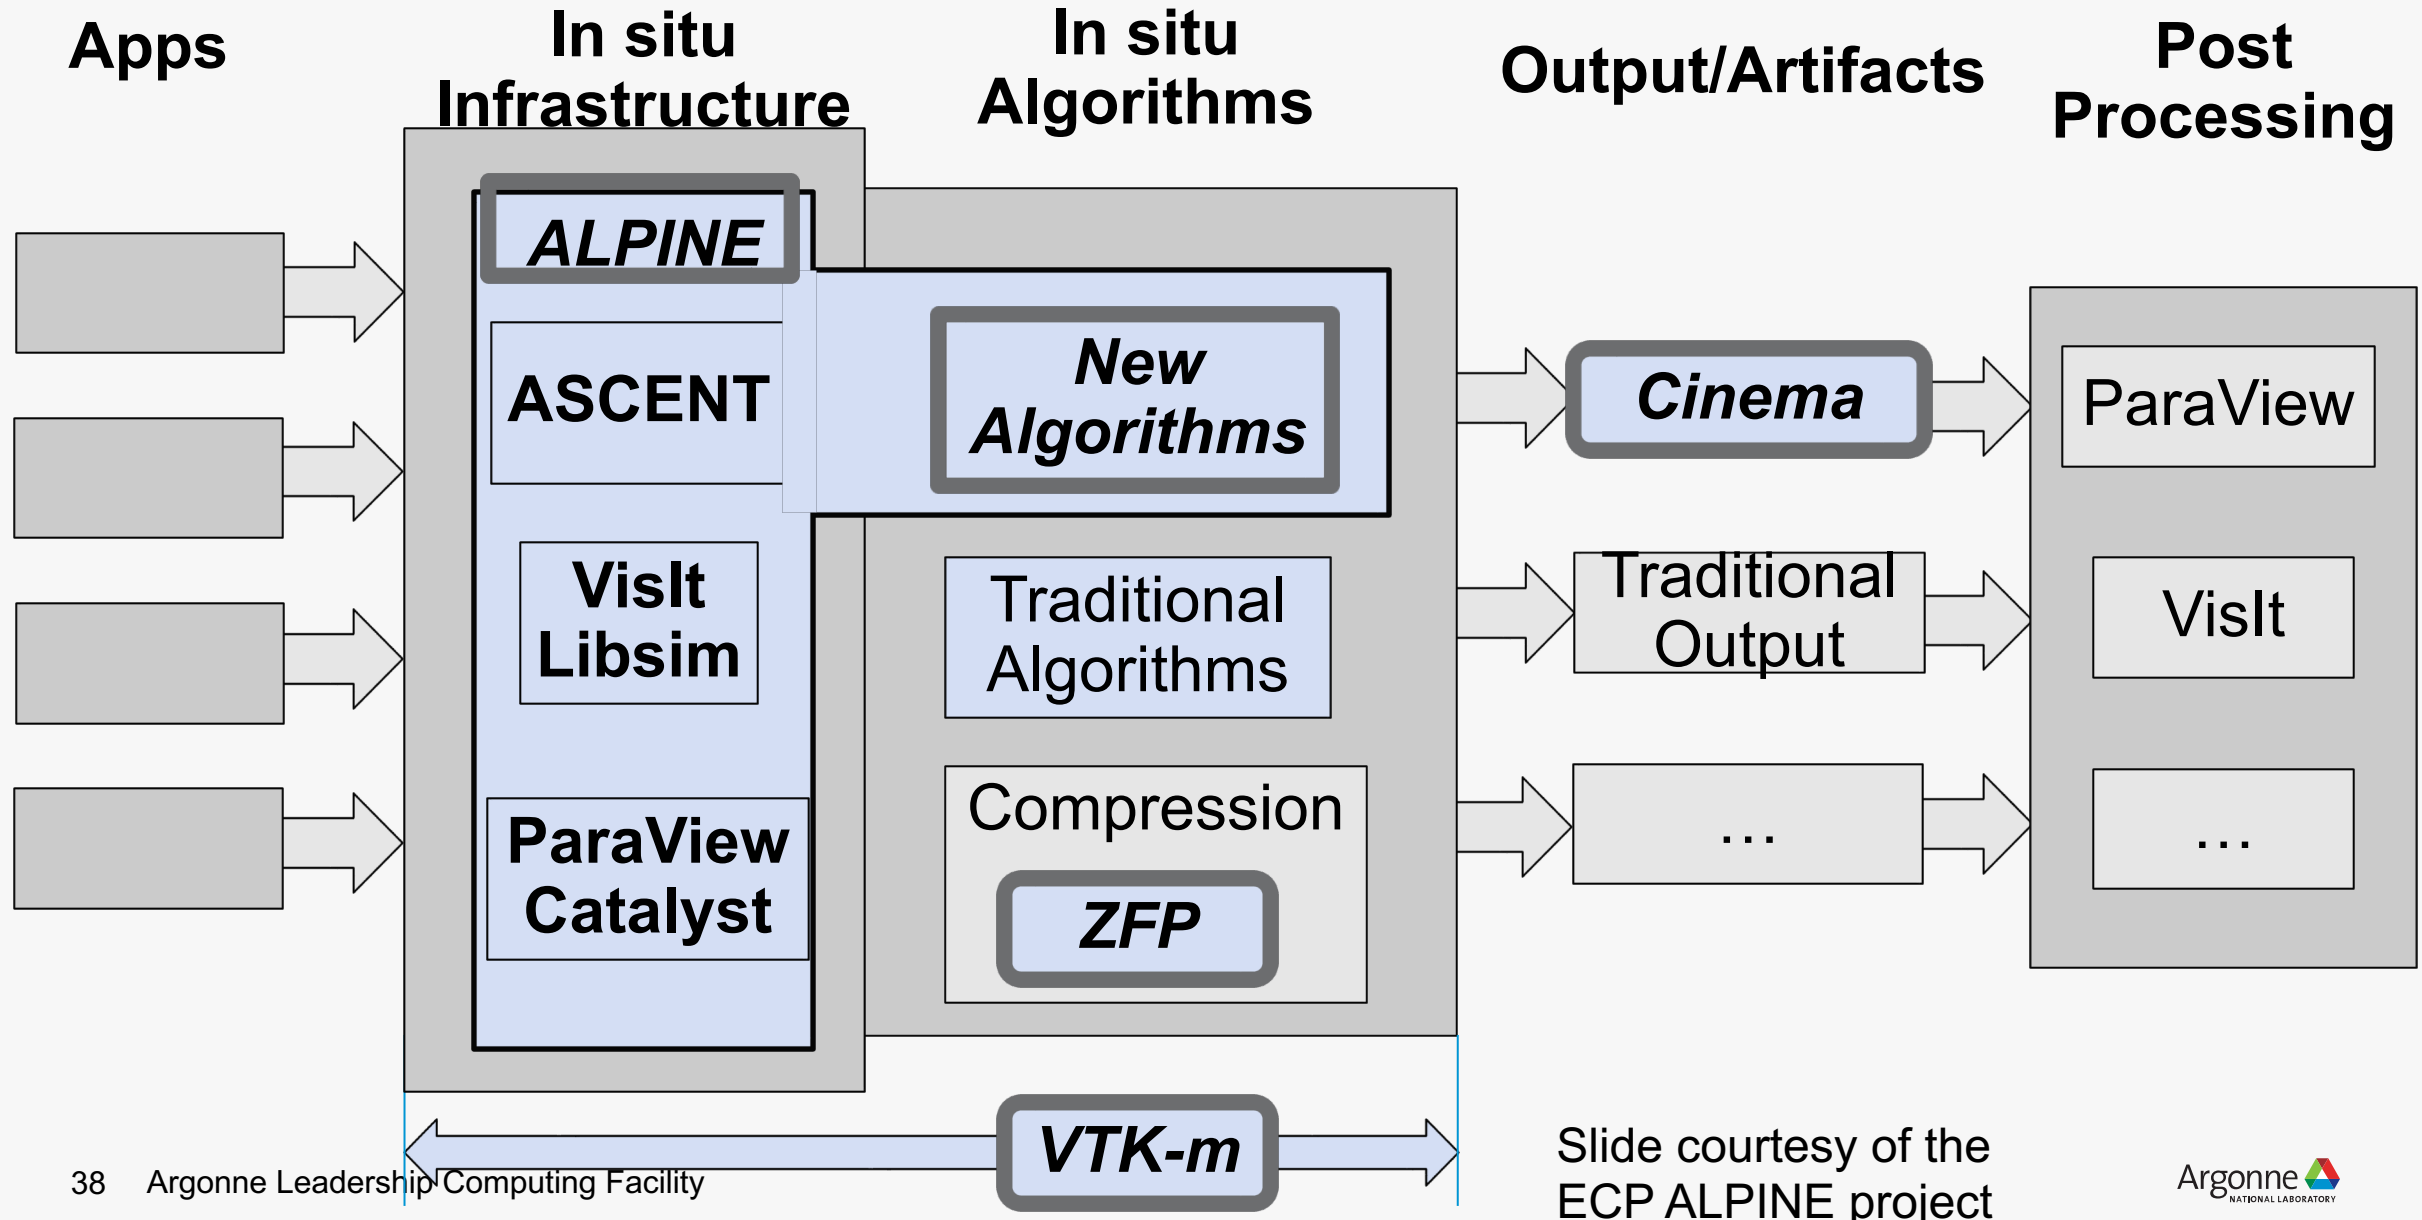 Apps
In situ
Infrastructure
In situ
Algorithms
Output/Artifacts
Post
Processing
ALPINE
ASCENT
VisIt
Libsim
ParaView
Catalyst
New
Algorithms
Traditional
Algorithms
Compression
ZFP
Cinema
Traditional
Output
…
ParaView
VisIt
…
VTK-m
Slide courtesy of the
ECP ALPINE project
38 Argonne Leadership Computing Facility
Argonne
NATIONAL LABORATORY